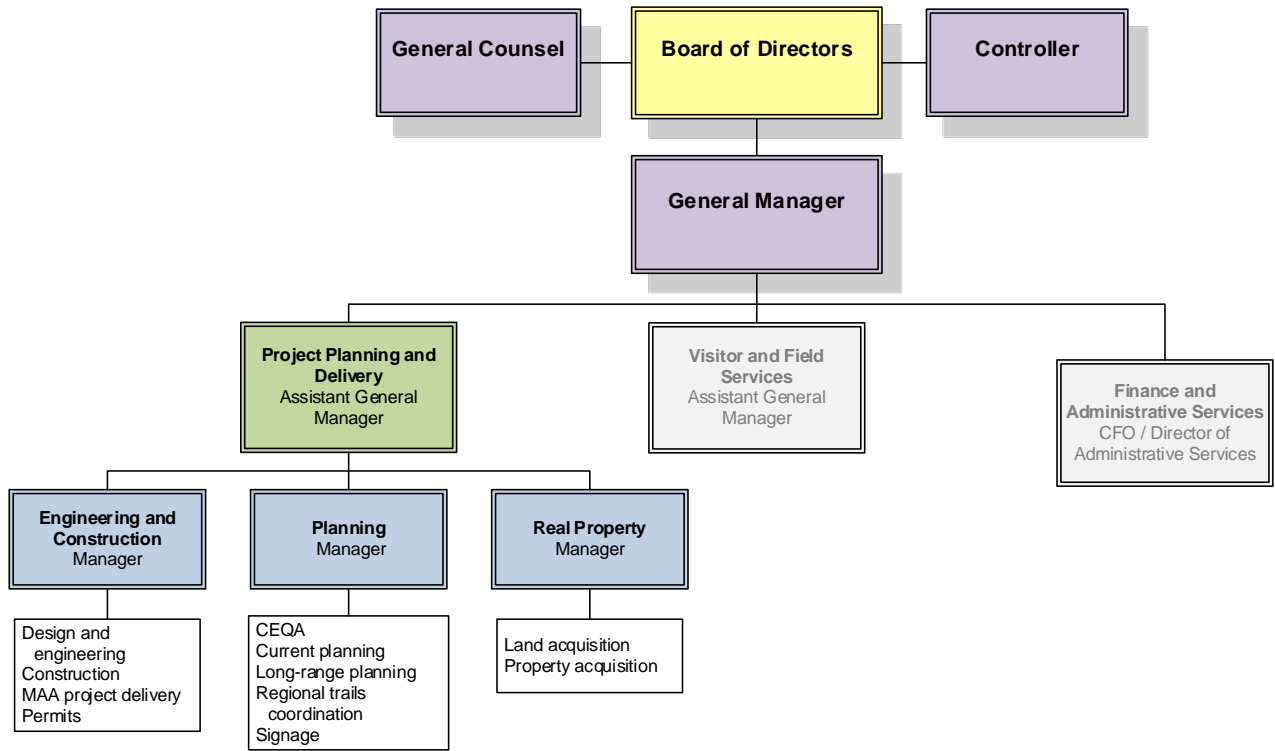 General Counsel
Board of Directors
Controller
General Manager
Project Planning and
Delivery
Assistant General
Manager
Visitor and Field
Services
Assistant General
Manager
Finance and
Administrative Services
CFO / Director of
Administrative Services
Engineering and
Construction
Manager
Planning
Manager
Real Property
Manager
Design and
engineering
Construction
MAA project delivery
Permits
CEQA
Current planning
Long-range planning
Regional trails
coordination
Signage
Land acquisition
Property acquisition